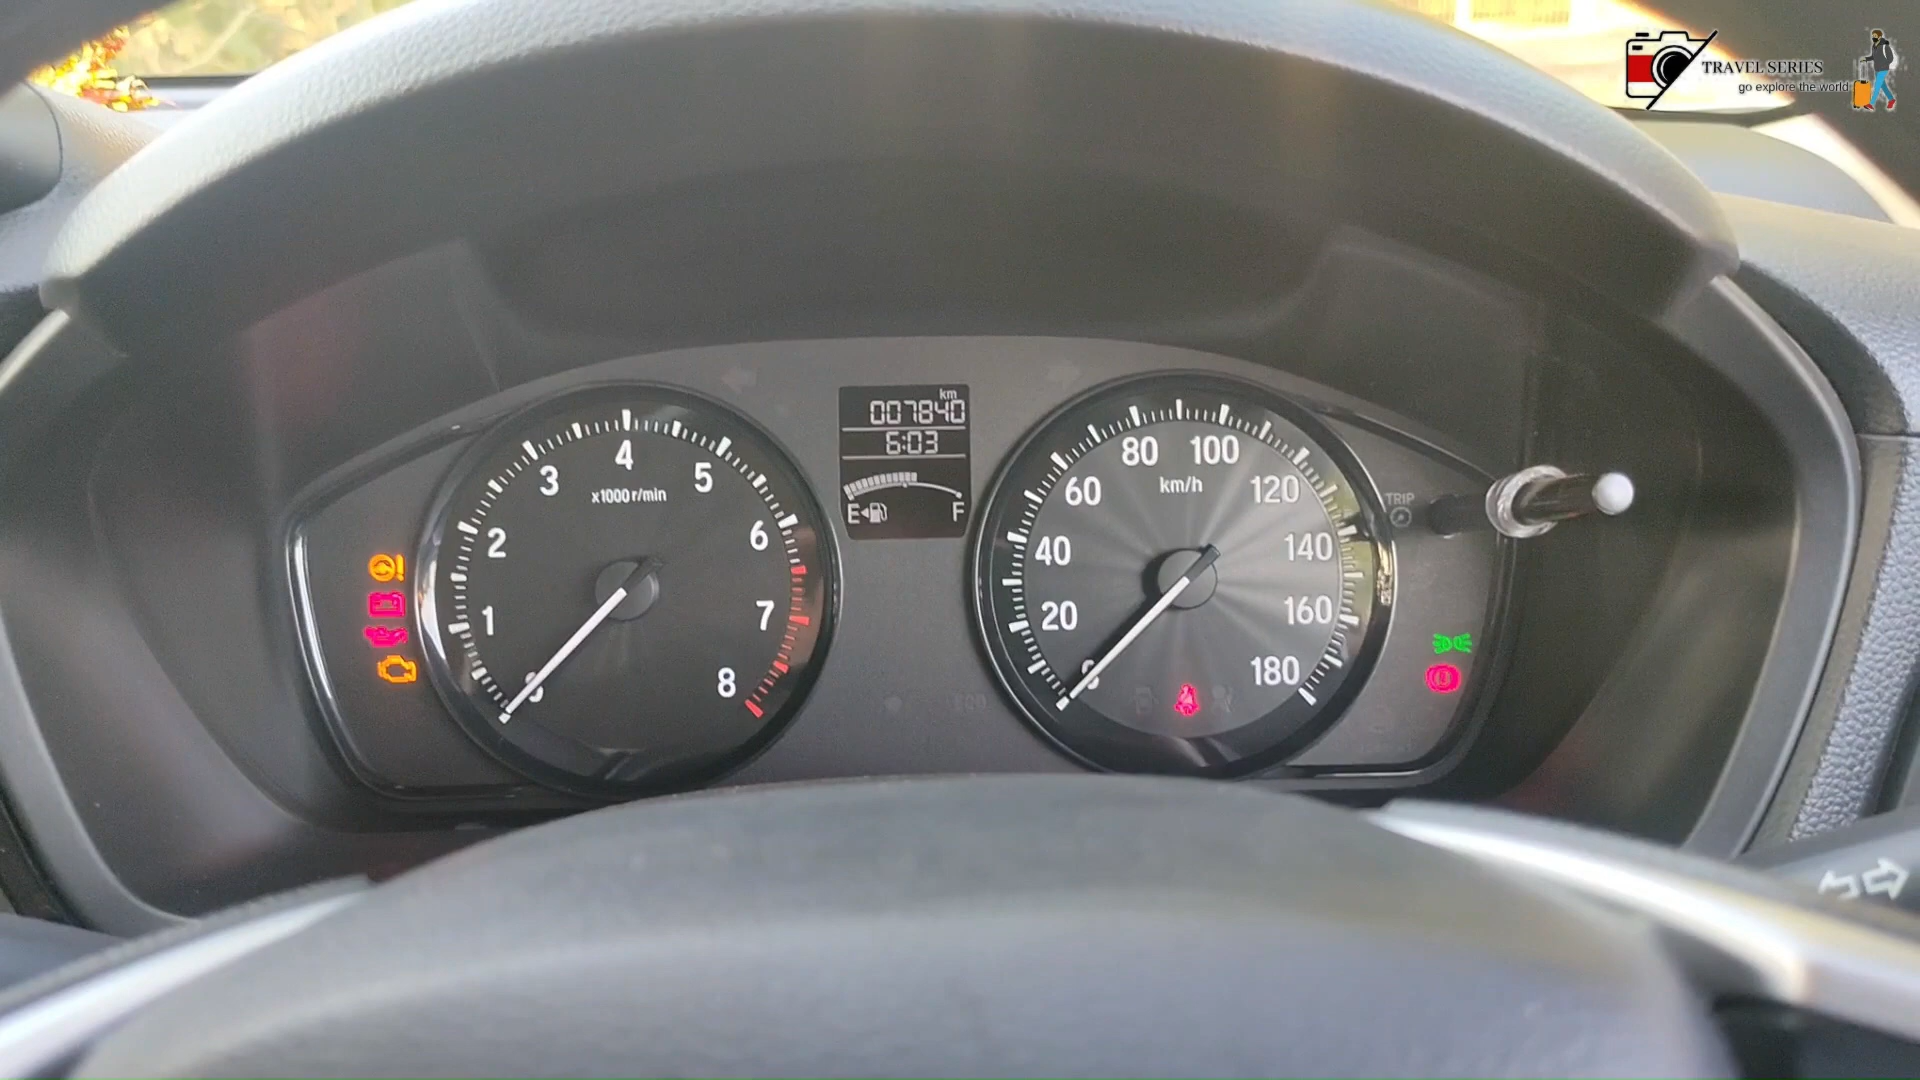 TRAVEL SERIES
go explore the world
km
007840
6:03
E F
1 2 3 4 5 6 7 8
x1000 r/min
20 40 60 80 100 120 140 160 180
km/h
TRIP